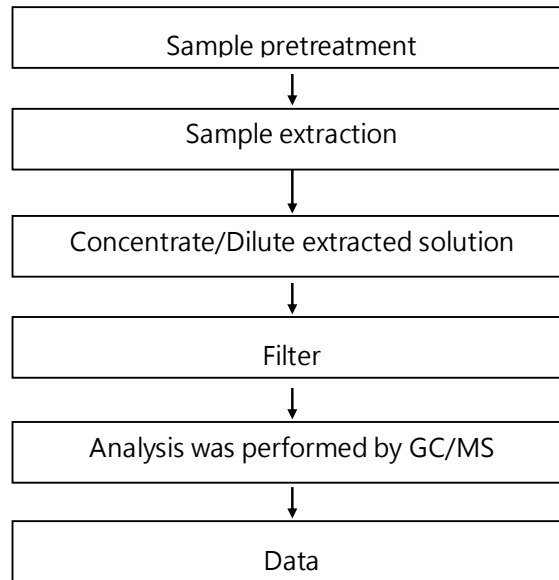 Sample pretreatment
Sample extraction
Concentrate/Dilute extracted solution
Filter
Analysis was performed by GC/MS
Data